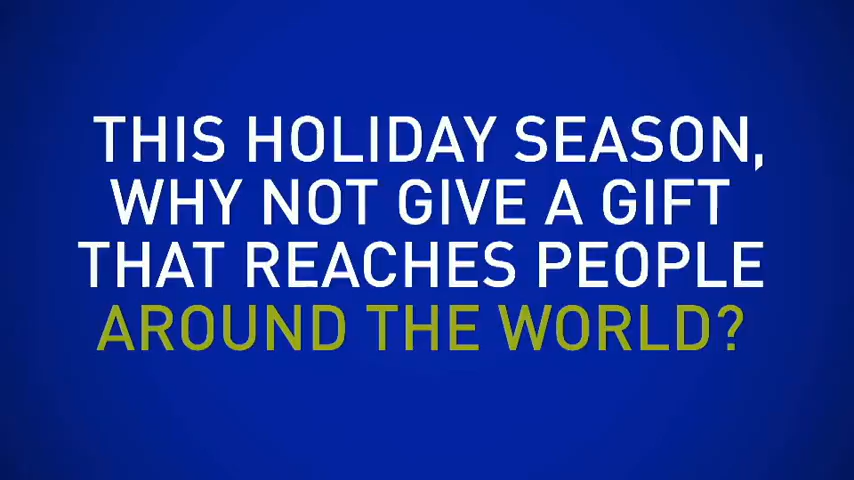 THIS HOLIDAY SEASON,
WHY NOT GIVE A GIFT
THAT REACHES PEOPLE
AROUND THE WORLD?